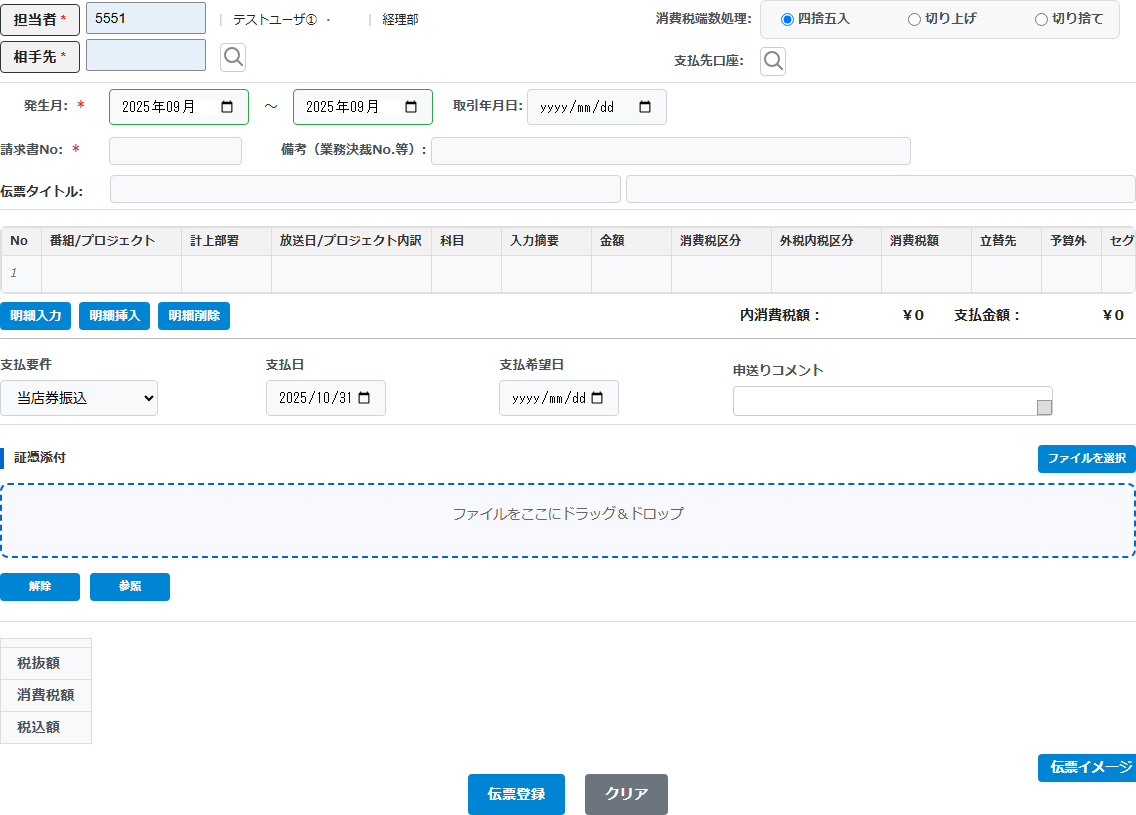 担当者 * 5551 | テストユーザ① ・ | 経理部 消費税端数処理: 四捨五入 切り上げ 切り捨て
相手先 * 支払先口座:
発生月: * 2025年09月 ～ 2025年09月 取引年月日: yyyy/mm/dd
請求書No: * 備考（業務決裁No.等）:
伝票タイトル:
No 番組/プロジェクト 計上部署 放送日/プロジェクト内訳 科目 入力摘要 金額 消費税区分 外税内税区分 消費税額 立替先 予算外 セグ
1
明細入力 明細挿入 明細削除 内消費税額： ¥0 支払金額： ¥0
支払要件 支払日 支払希望日 申送りコメント
当店券振込 2025/10/31 yyyy/mm/dd
証憑添付 ファイルを選択
ファイルをここにドラッグ＆ドロップ
解除 参照
税抜額
消費税額
税込額
伝票イメージ
伝票登録 クリア